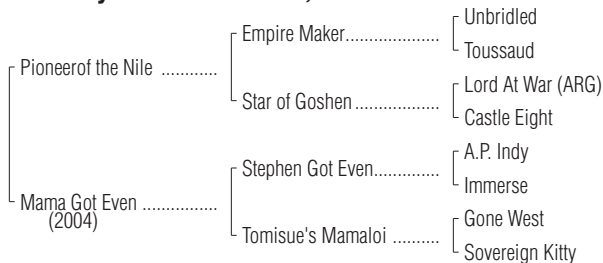 Unbridled
Empire Maker...................
Toussaud
Pioneerof the Nile ............
Lord At War (ARG)
Star of Goshen .................
Castle Eight
A.P. Indy
Stephen Got Even.............
Immerse
Mama Got Even ................
(2004)
Gone West
Tomisue's Mamaloi ..........
Sovereign Kitty